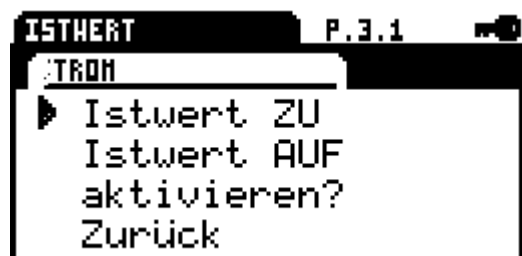 ISTWERT P.3.1
STROM
Istwert ZU
Istwert AUF
aktivieren?
Zurück